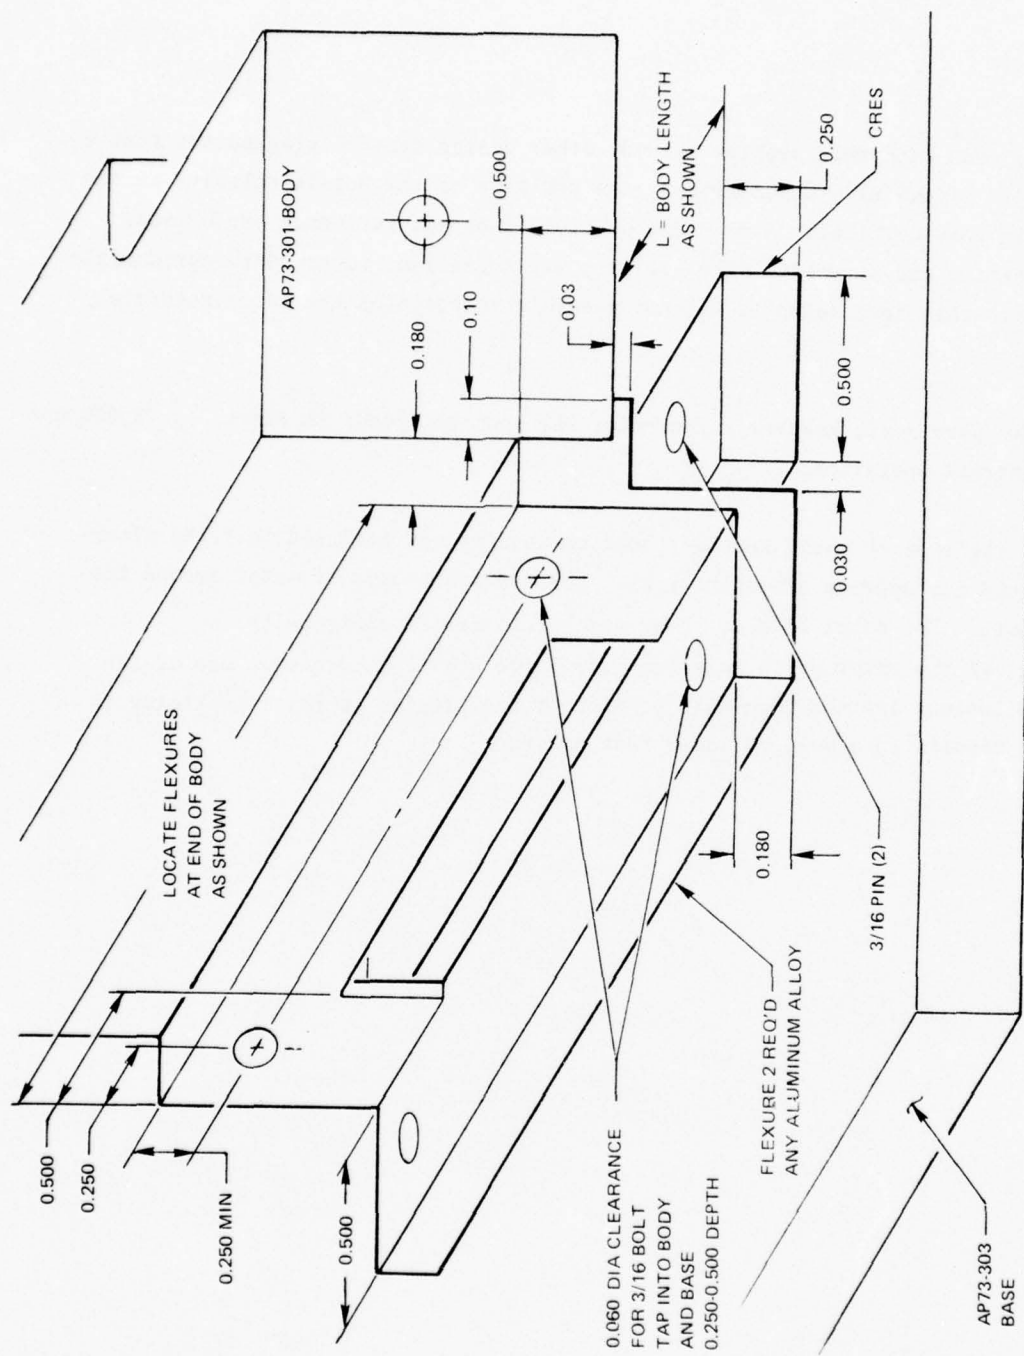 AP73-301-BODY
0.500
0.10
0.180
0.03
L = BODY LENGTH
AS SHOWN
0.250
CRES
0.500
0.030
LOCATE FLEXURES
AT END OF BODY
AS SHOWN
0.500
0.250
0.250 MIN
0.500
0.180
3/16 PIN (2)
0.060 DIA CLEARANCE
FOR 3/16 BOLT
TAP INTO BODY
AND BASE
0.250-0.500 DEPTH
FLEXURE 2 REQ'D
ANY ALUMINUM ALLOY
AP73-303
BASE